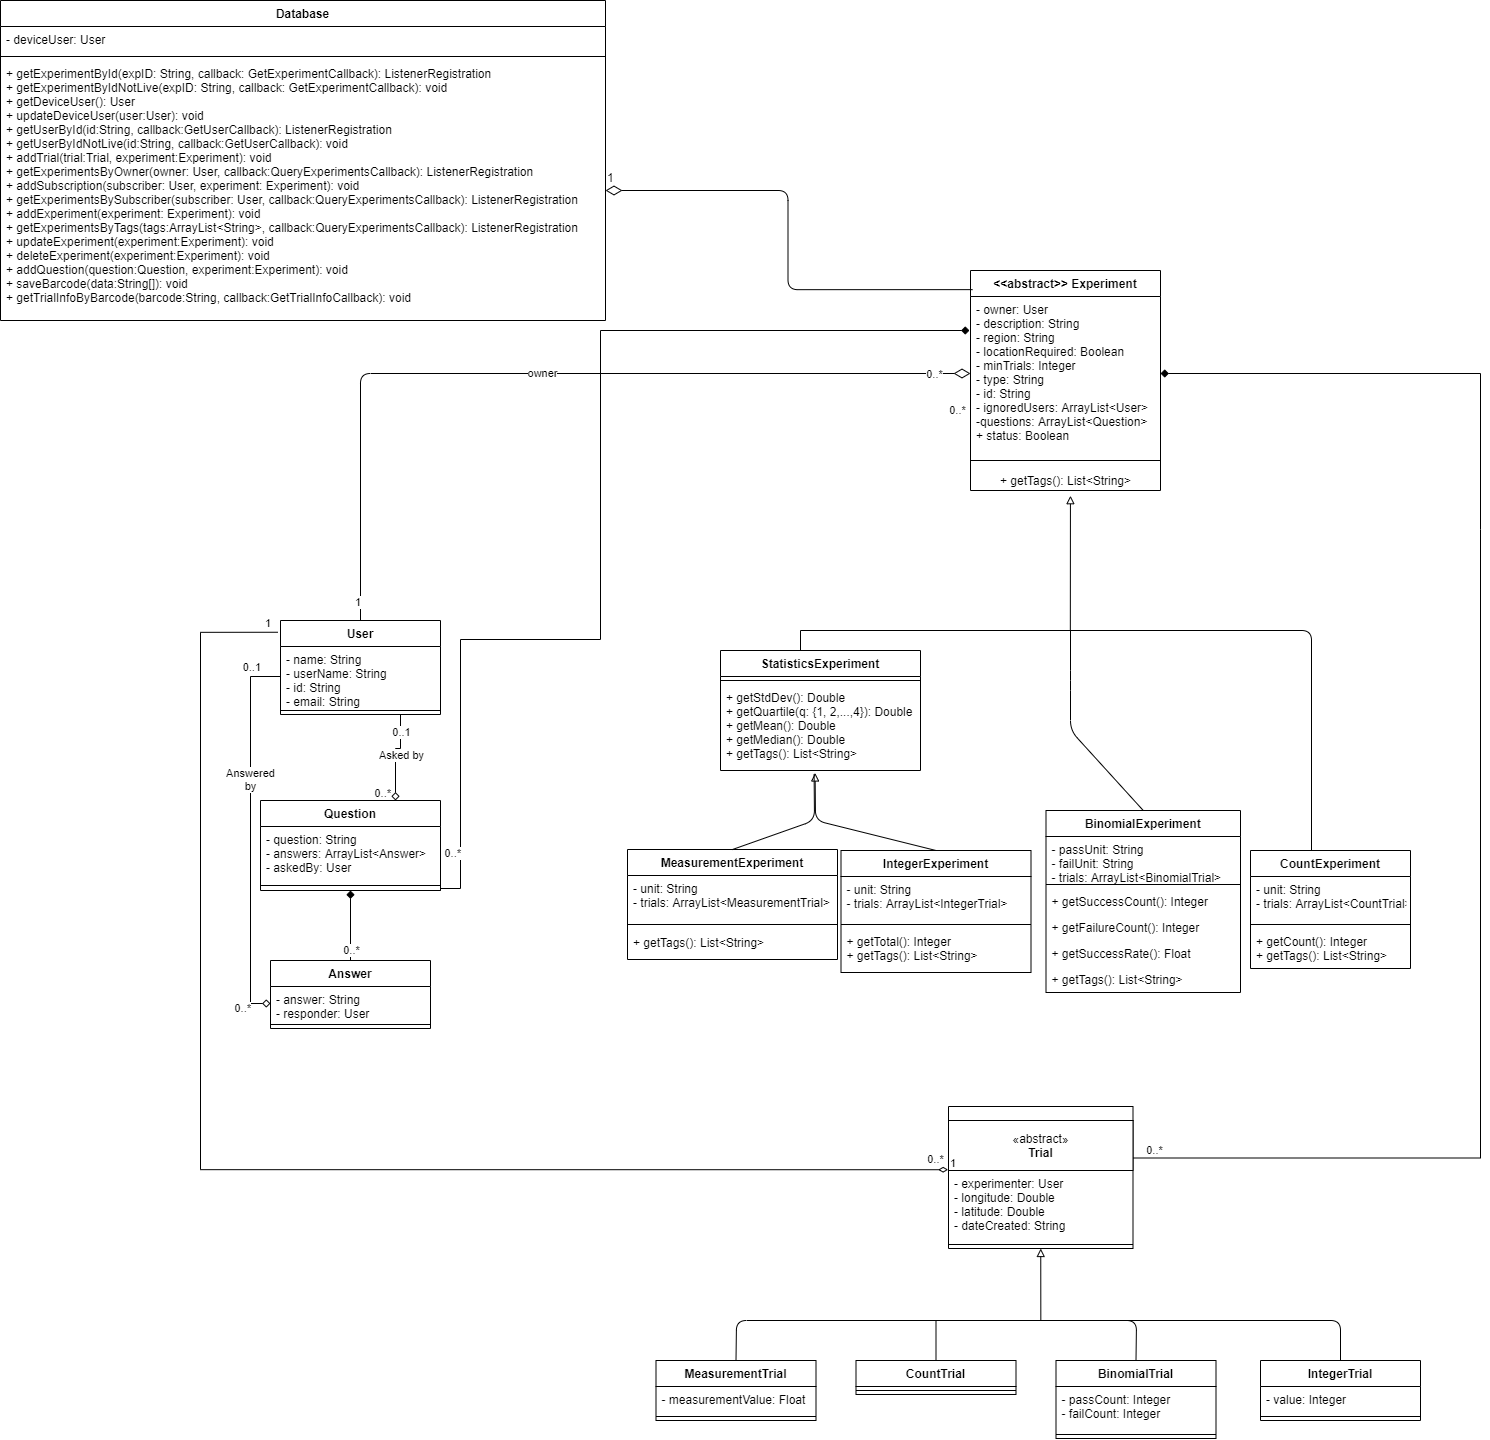 Database
- deviceUser: User
+ getExperimentById(expID: String, callback: GetExperimentCallback): ListenerRegistration
+ getExperimentByIdNotLive(expID: String, callback: GetExperimentCallback): void
+ getDeviceUser(): User
+ updateDeviceUser(user:User): void
+ getUserById(id:String, callback:GetUserCallback): ListenerRegistration
+ getUserByIdNotLive(id:String, callback:GetUserCallback): void
+ addTrial(trial:Trial, experiment:Experiment): void
+ getExperimentsByOwner(owner: User, callback:QueryExperimentsCallback): ListenerRegistration
+ addSubscription(subscriber: User, experiment: Experiment): void
+ getExperimentsBySubscriber(subscriber: User, callback:QueryExperimentsCallback): ListenerRegistration
+ addExperiment(experiment: Experiment): void
+ getExperimentsByTags(tags:ArrayList<String>, callback:QueryExperimentsCallback): ListenerRegistration
+ updateExperiment(experiment:Experiment): void
+ deleteExperiment(experiment:Experiment): void
+ addQuestion(question:Question, experiment:Experiment): void
+ saveBarcode(data:String[]): void
+ getTrialInfoByBarcode(barcode:String, callback:GetTrialInfoCallback): void
1
<<abstract>> Experiment
- owner: User
- description: String
- region: String
- locationRequired: Boolean
- minTrials: Integer
- type: String
- id: String
- ignoredUsers: ArrayList<User>
-questions: ArrayList<Question>
+ status: Boolean
+ getTags(): List<String>
owner
0..*
0..*
1
1
User
- name: String
- userName: String
- id: String
- email: String
0..1
0..1
Asked by
0..*
Answered
by
Question
- question: String
- answers: ArrayList<Answer>
- askedBy: User
0..*
0..*
Answer
- answer: String
- responder: User
0..*
StatisticsExperiment
+ getStdDev(): Double
+ getQuartile(q: {1, 2,...,4}): Double
+ getMean(): Double
+ getMedian(): Double
+ getTags(): List<String>
MeasurementExperiment
- unit: String
- trials: ArrayList<MeasurementTrial>
+ getTags(): List<String>
IntegerExperiment
- unit: String
- trials: ArrayList<IntegerTrial>
+ getTotal(): Integer
+ getTags(): List<String>
BinomialExperiment
- passUnit: String
- failUnit: String
- trials: ArrayList<BinomialTrial>
+ getSuccessCount(): Integer
+ getFailureCount(): Integer
+ getSuccessRate(): Float
+ getTags(): List<String>
CountExperiment
- unit: String
- trials: ArrayList<CountTrial
+ getCount(): Integer
+ getTags(): List<String>
«abstract»
Trial
0..*
1
0..*
- experimenter: User
- longitude: Double
- latitude: Double
- dateCreated: String
MeasurementTrial
- measurementValue: Float
CountTrial
BinomialTrial
- passCount: Integer
- failCount: Integer
IntegerTrial
- value: Integer